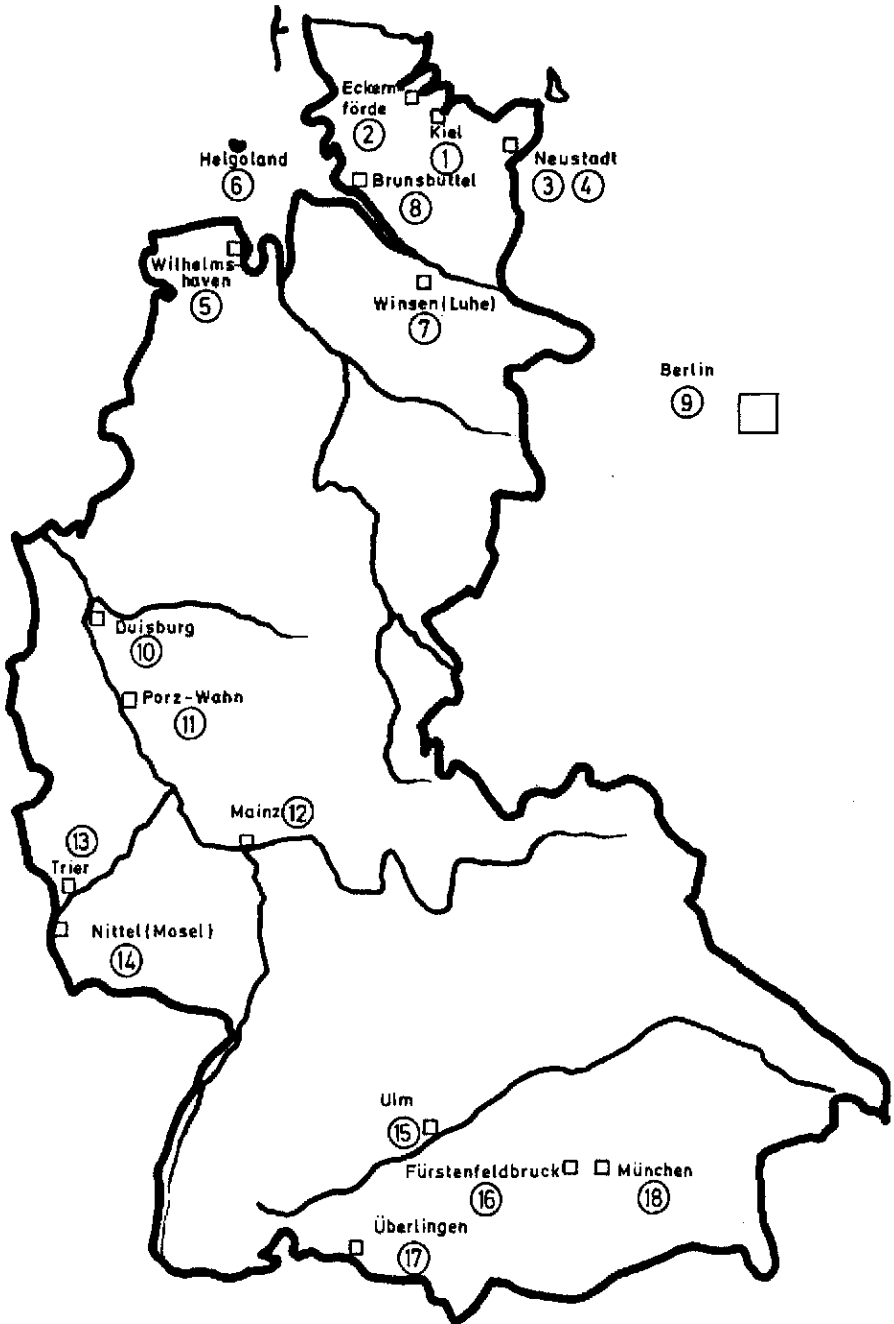 Eckern
förde
②
Kiel
①
Neustadt
③ ④
Helgoland
⑥
Brunsbüttel
⑧
Wilhelms
haven
⑤
Winsen (Luhe)
⑦
Berlin
⑨
Duisburg
⑩
Porz-Wahn
⑪
Mainz ⑫
⑬
Trier
Nittel (Mosel)
⑭
Ulm
⑮
Fürstenfeldbruck
⑯
München
⑱
Überlingen
⑰